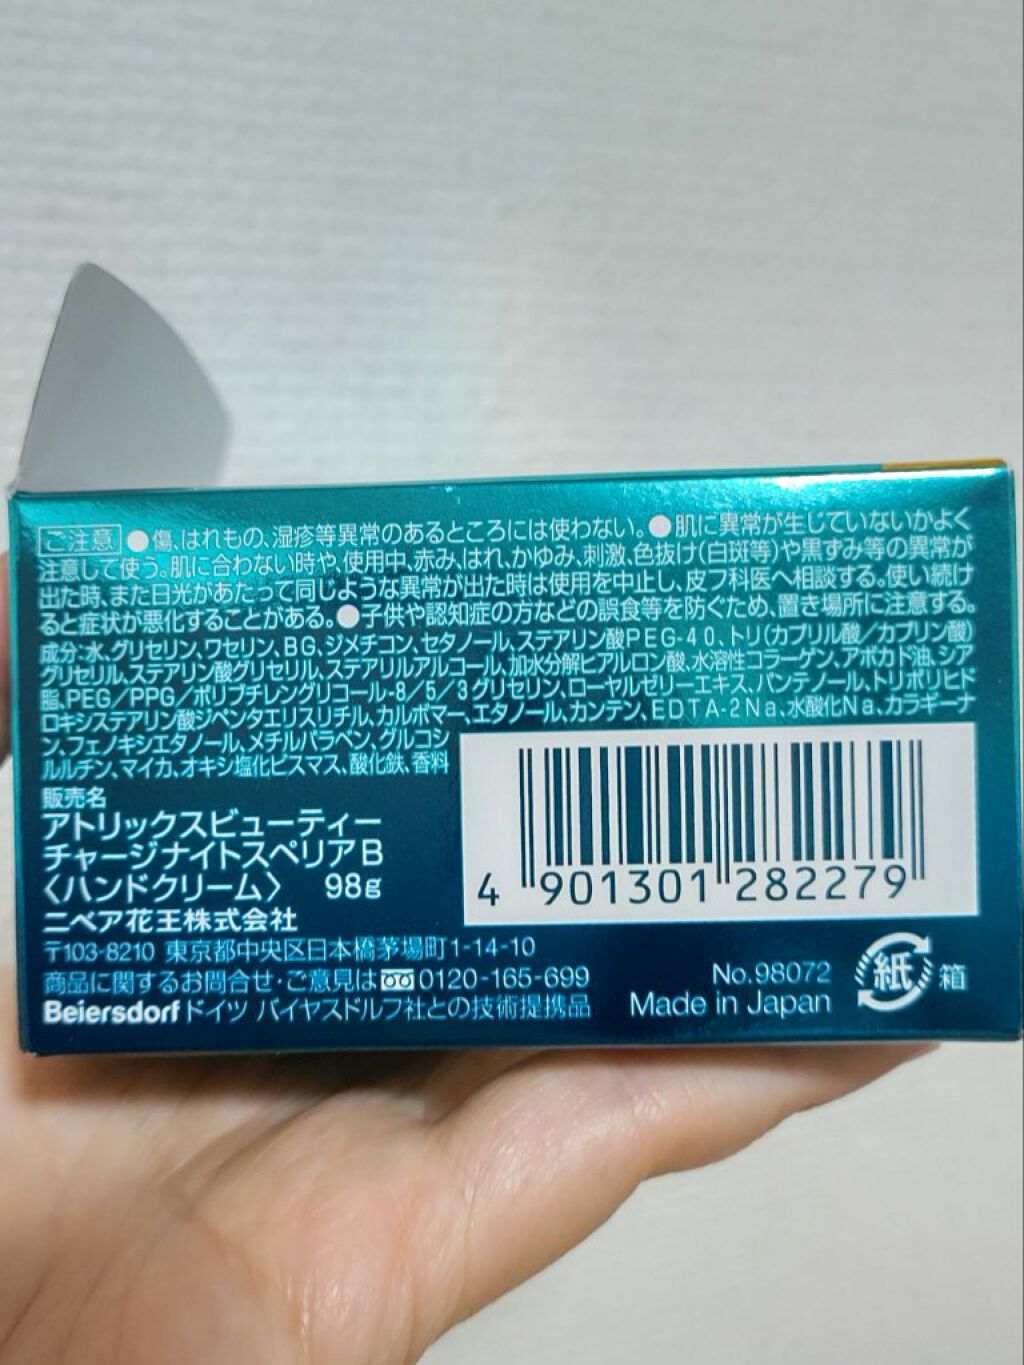 ご注意 ●傷、はれもの、湿疹等異常のあるところには使わない。●肌に異常が生じていないかよく
注意して使う。肌に合わない時や、使用中、赤み、はれ、かゆみ、刺激、色抜け(白斑等)や黒ずみ等の異常が
出た時、また日光があたって同じような異常が出た時は使用を中止し、皮フ科医へ相談する。使い続け
ると症状が悪化することがある。●子供や認知症の方などの誤食等を防ぐため、置き場所に注意する。
成分:水、グリセリン、ワセリン、BG、ジメチコン、セタノール、ステアリン酸PEG-40、トリ(カプリル酸/カプリン酸)
グリセリル、ステアリン酸グリセリル、ステアリルアルコール、加水分解ヒアルロン酸、水溶性コラーゲン、アボカド油、シア
脂、PEG/PPG/ポリブチレングリコール-8/5/3グリセリン、ローヤルゼリーエキス、パンテノール、トリポリヒド
ロキシステアリン酸ジペンタエリスリチル、カルボマー、エタノール、カンテン、EDTA-2Na、水酸化Na、カラギーナ
ン、フェノキシエタノール、メチルパラベン、グルコシ
ルルチン、マイカ、オキシ塩化ビスマス、酸化鉄、香料
販売名
アトリックスビューティー
チャージナイトスペリアB
〈ハンドクリーム〉 98g
ニベア花王株式会社
4 901301 282279
〒103-8210 東京都中央区日本橋茅場町1-14-10
商品に関するお問合せ・ご意見は 0120-165-699
Beiersdorf ドイツ バイヤスドルフ社との技術提携品
No.98072
Made in Japan
紙 箱